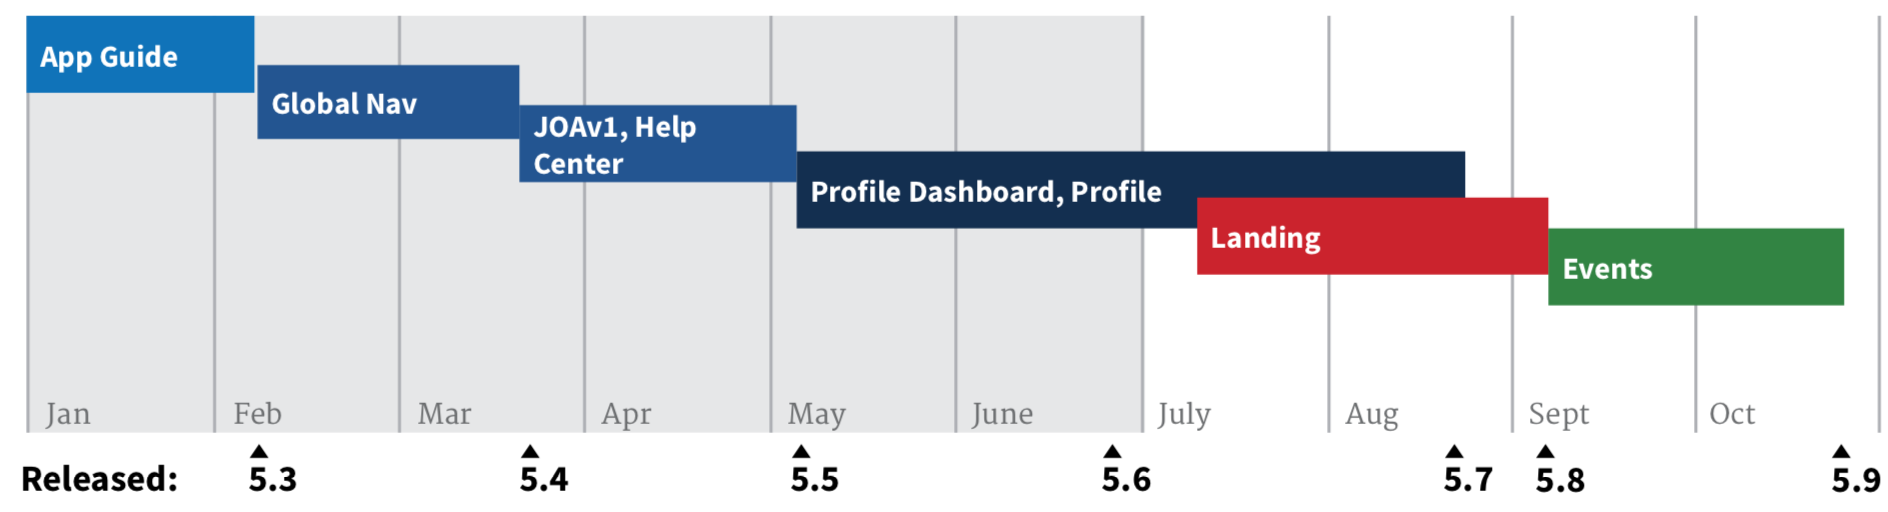 App Guide
Global Nav
JOAv1, Help
Center
Profile Dashboard, Profile
Landing
Events
Jan Feb Mar Apr May June July Aug Sept Oct
Released: 5.3 5.4 5.5 5.6 5.7 5.8 5.9